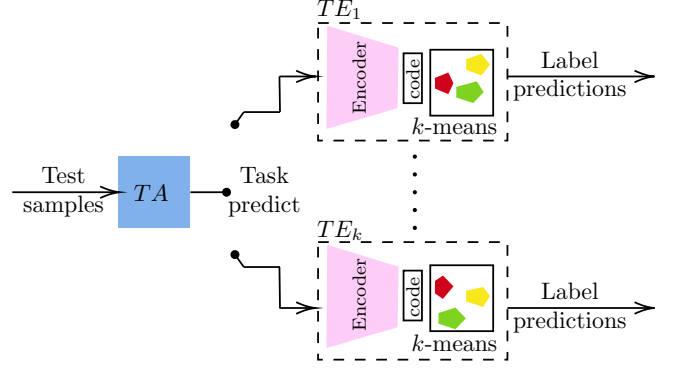 TE₁
Encoder
code
k-means
Label
predictions
Test
samples
TA
Task
predict
TEₖ
Encoder
code
k-means
Label
predictions